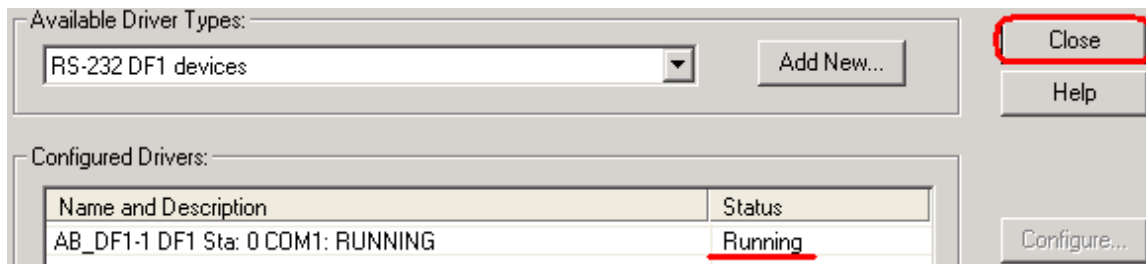 Available Driver Types:
RS-232 DF1 devices
Add New...
Close
Help
Configured Drivers:
Name and Description
Status
AB_DF1-1 DF1 Sta: 0 COM1: RUNNING
Running
Configure...